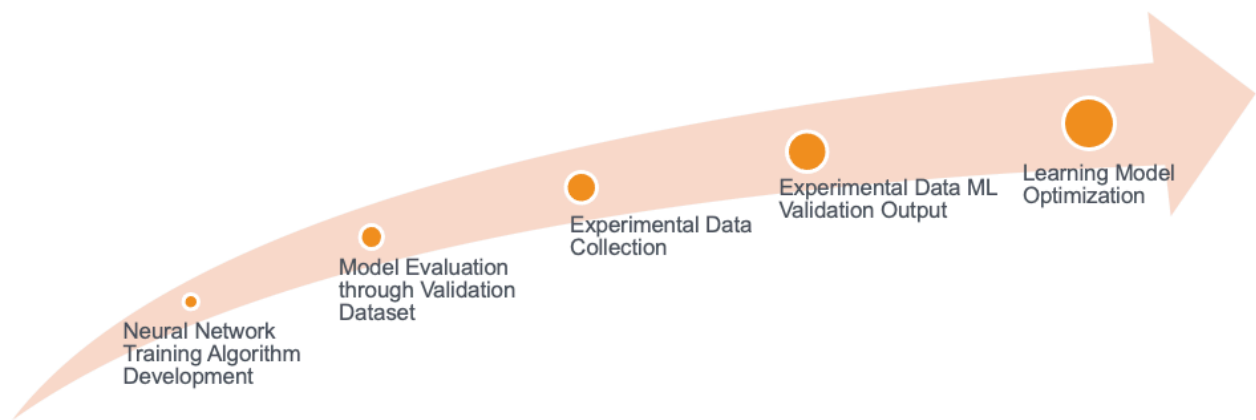 Neural Network
Training Algorithm
Development
Model Evaluation
through Validation
Dataset
Experimental Data
Collection
Experimental Data ML
Validation Output
Learning Model
Optimization